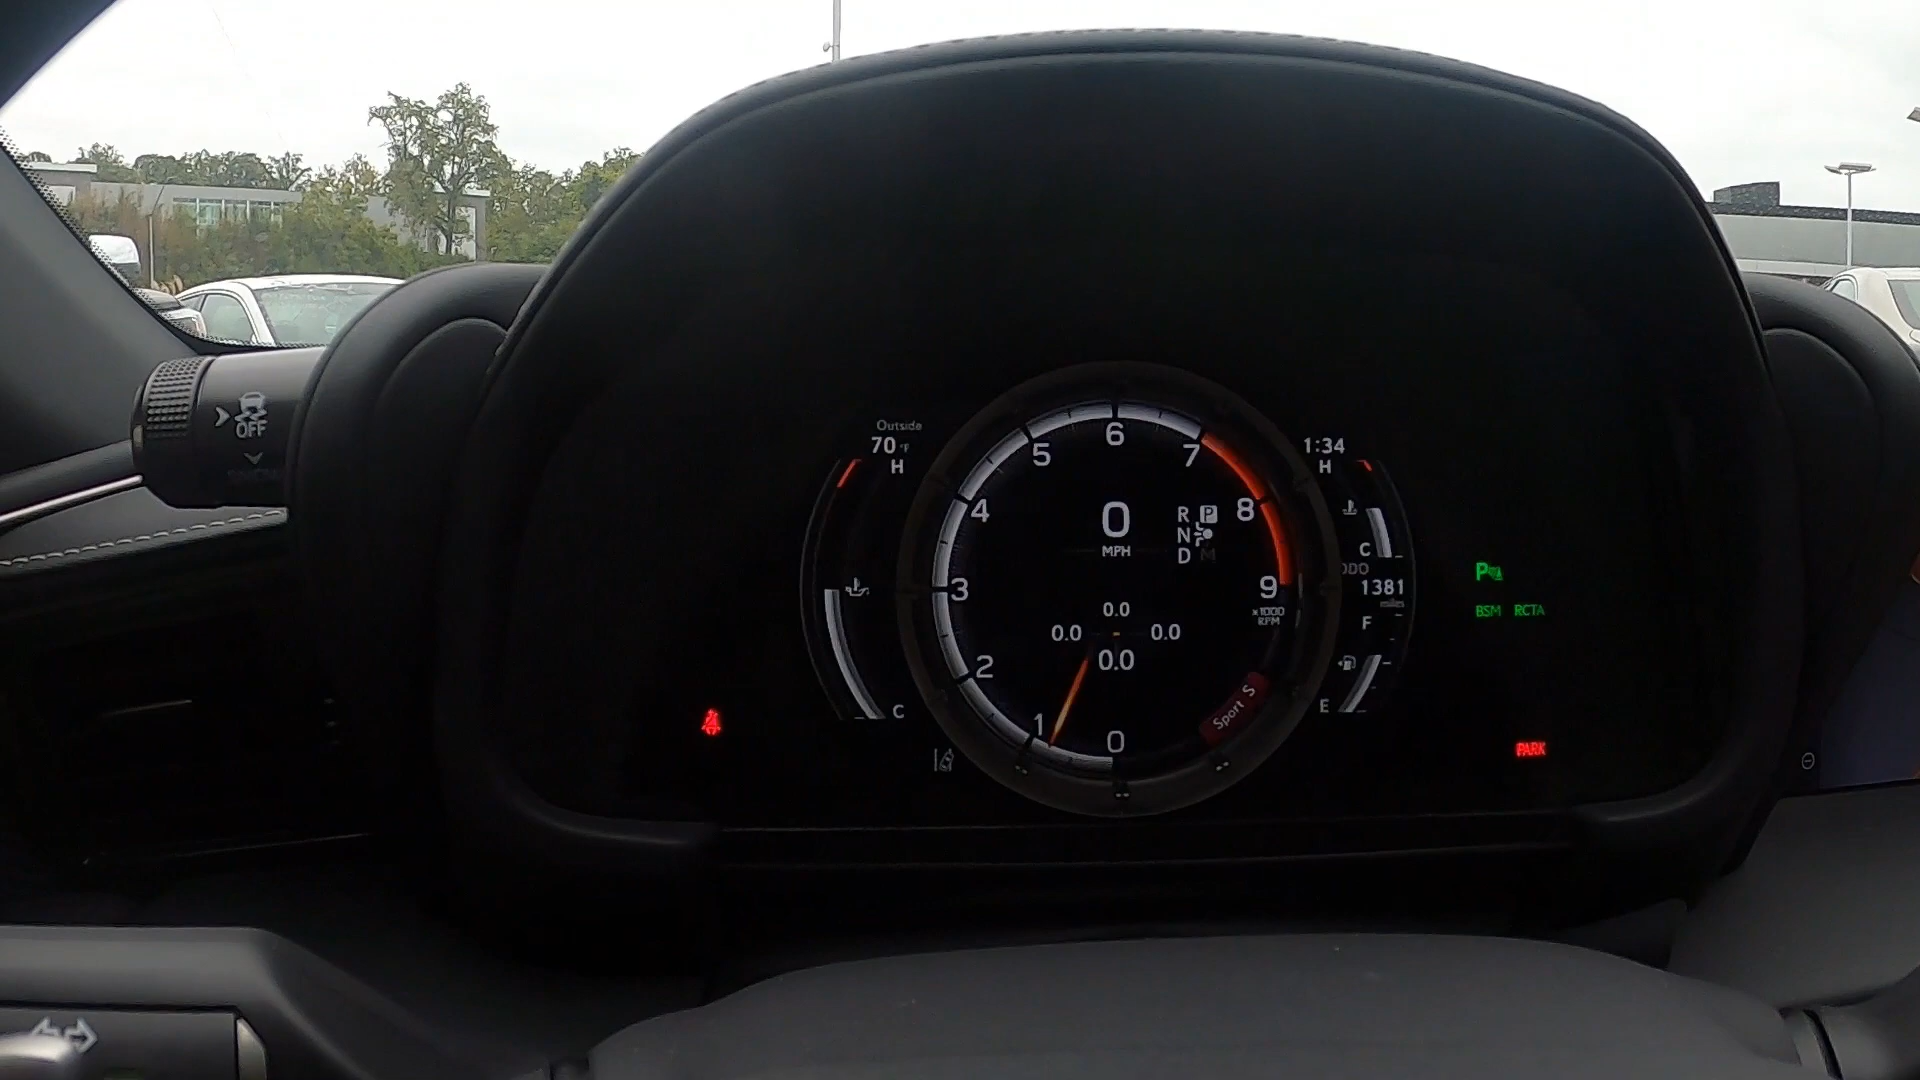 OFF
Outside
70 °F
H
C
1:34
H
C
ODO
1381
miles
F
E
0
1
2
3
4
5
6
7
8
9
x1000
RPM
0
MPH
R P
N
D M
0.0
0.0 0.0
0.0
Sport S
P
BSM RCTA
PARK